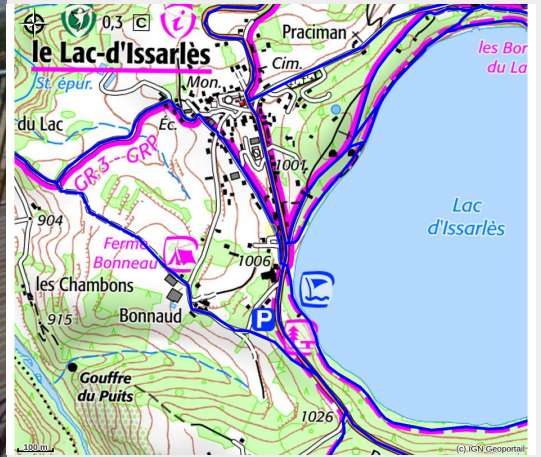 0,3 C i
Praciman
le Lac-d'Issarlès
les Bor
du La
Cim.
St. épur.
Mon.
du Lac
Éc.
1001
GR 3 - GRP
904
Lac
d'Issarlès
Ferme
Bonneau
1006
les Chambons
P
915
Bonnaud
Gouffre
du Puits
1026
100 m
(c) IGN Geoportail